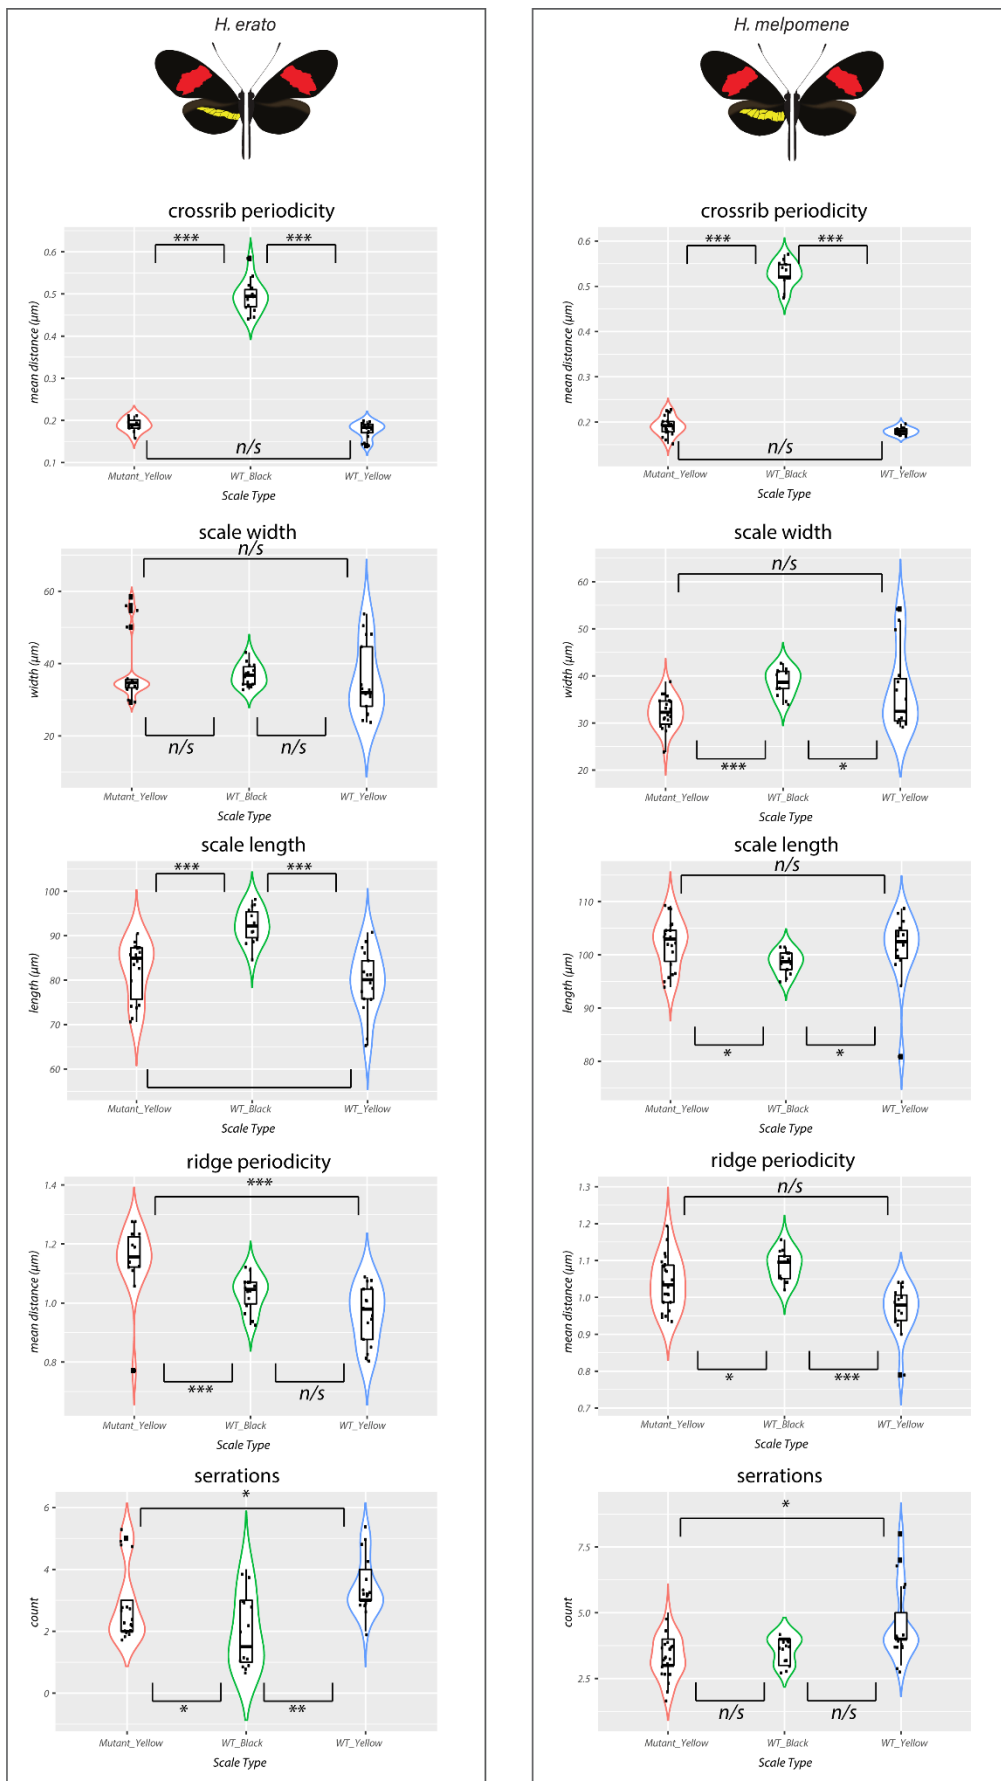 H. erato
crossrib periodicity
***
***
0.6
0.5
0.4
0.3
0.2
0.1
mean distance (µm)
n/s
Mutant_Yellow
WT_Black
WT_Yellow
Scale Type
scale width
n/s
60
40
20
width (µm)
n/s
n/s
Mutant_Yellow
WT_Black
WT_Yellow
Scale Type
scale length
***
***
100
90
80
70
60
length (µm)
Mutant_Yellow
WT_Black
WT_Yellow
Scale Type
ridge periodicity
***
1.4
1.2
1.0
0.8
mean distance (µm)
***
n/s
Mutant_Yellow
WT_Black
WT_Yellow
Scale Type
serrations
*
6
4
2
0
count
*
**
Mutant_Yellow
WT_Black
WT_Yellow
Scale Type
H. melpomene
crossrib periodicity
***
***
0.6
0.5
0.4
0.3
0.2
mean distance (µm)
n/s
Mutant_Yellow
WT_Black
WT_Yellow
Scale Type
scale width
n/s
60
50
40
30
20
width (µm)
***
*
Mutant_Yellow
WT_Black
WT_Yellow
Scale Type
scale length
n/s
110
100
90
80
length (µm)
*
*
Mutant_Yellow
WT_Black
WT_Yellow
Scale Type
ridge periodicity
n/s
1.3
1.2
1.1
1.0
0.9
0.8
0.7
mean distance (µm)
*
***
Mutant_Yellow
WT_Black
WT_Yellow
Scale Type
serrations
*
7.5
5.0
2.5
count
n/s
n/s
Mutant_Yellow
WT_Black
WT_Yellow
Scale Type